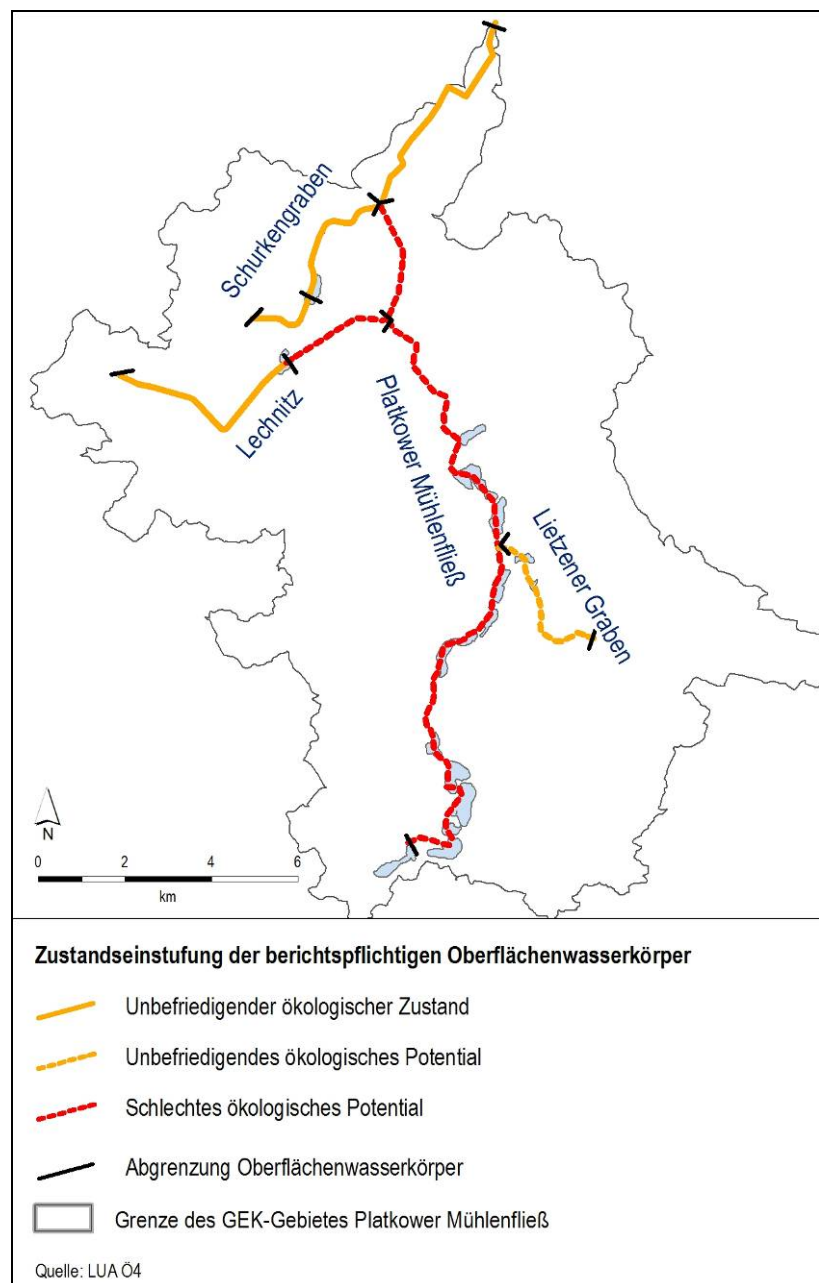 Schurkengraben
Lechnitz
Platkower Mühlenfließ
Lietzener Graben
N
0 2 4 6
km
Zustandseinstufung der berichtspflichtigen Oberflächenwasserkörper
Unbefriedigender ökologischer Zustand
Unbefriedigendes ökologisches Potential
Schlechtes ökologisches Potential
Abgrenzung Oberflächenwasserkörper
Grenze des GEK-Gebietes Platkower Mühlenfließ
Quelle: LUA Ö4